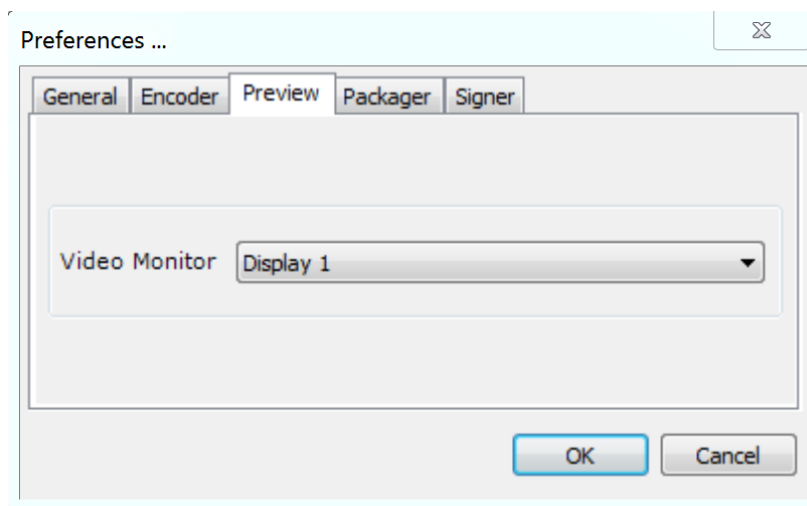 Preferences ...
General Encoder Preview Packager Signer
Video Monitor Display 1
OK Cancel